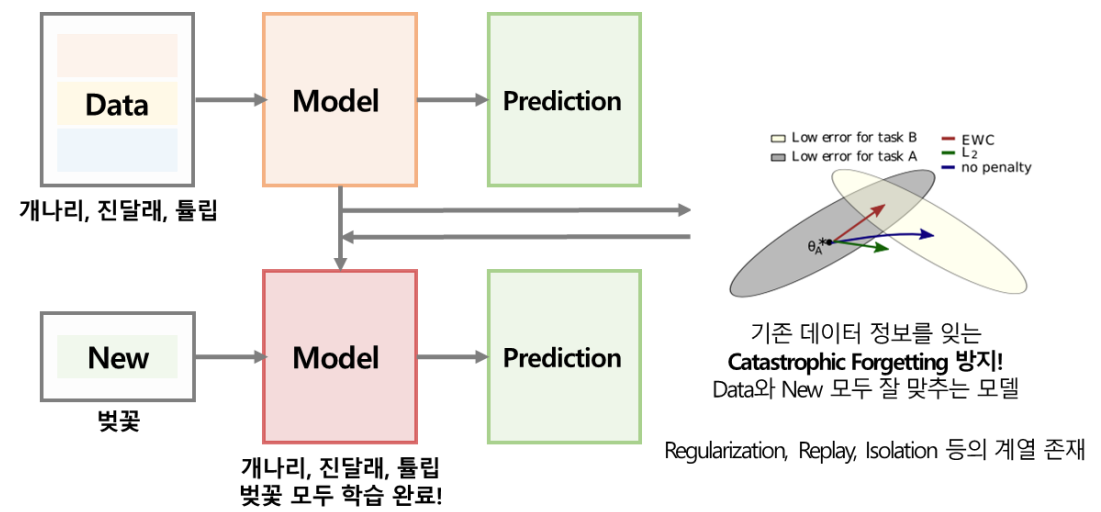 Data
Model
Prediction
개나리, 진달래, 튤립
New
Model
Prediction
벚꽃
개나리, 진달래, 튤립
벚꽃 모두 학습 완료!
Low error for task B
Low error for task A
EWC
L2
no penalty
θA*
기존 데이터 정보를 잊는
Catastrophic Forgetting 방지!
Data와 New 모두 잘 맞추는 모델
Regularization, Replay, Isolation 등의 계열 존재